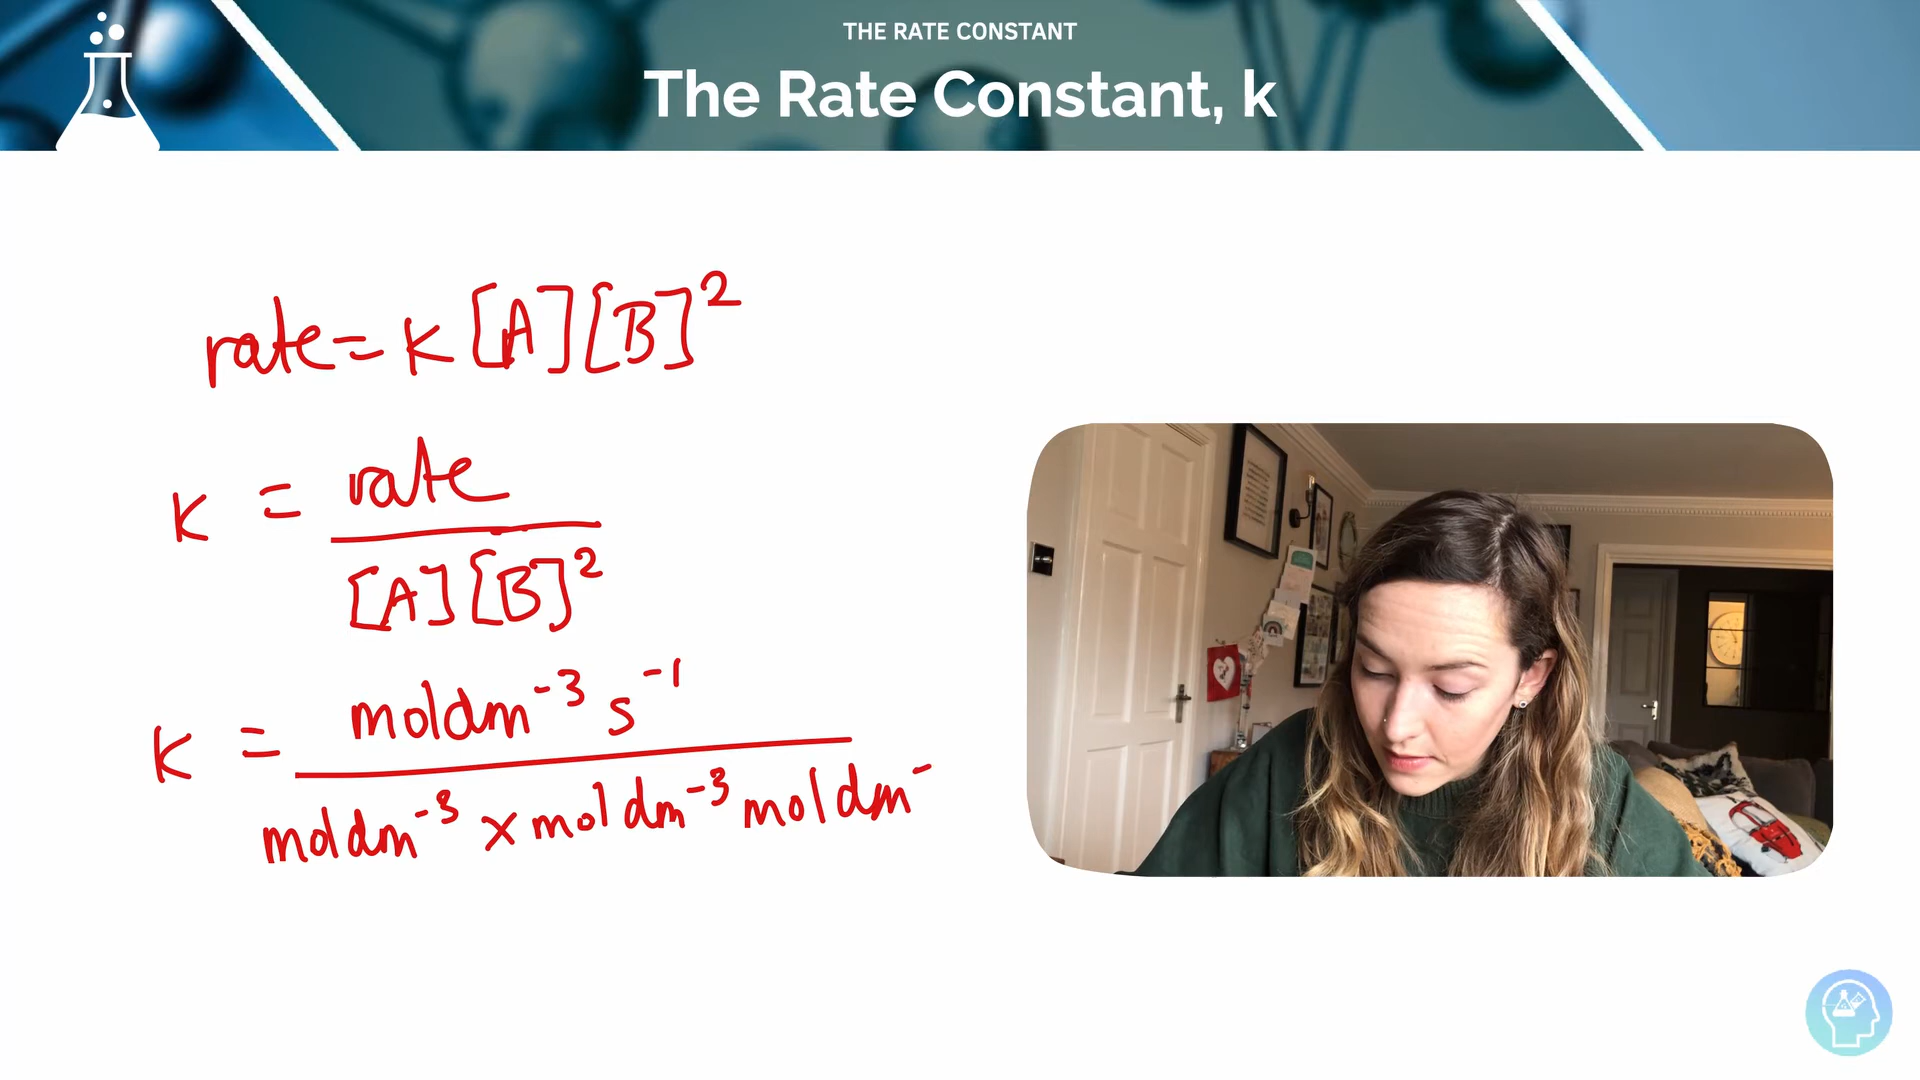 THE RATE CONSTANT
The Rate Constant, k
rate = k [A][B]²
k = rate / [A][B]²
k = moldm⁻³ s⁻¹ / moldm⁻³ x moldm⁻³ moldm⁻